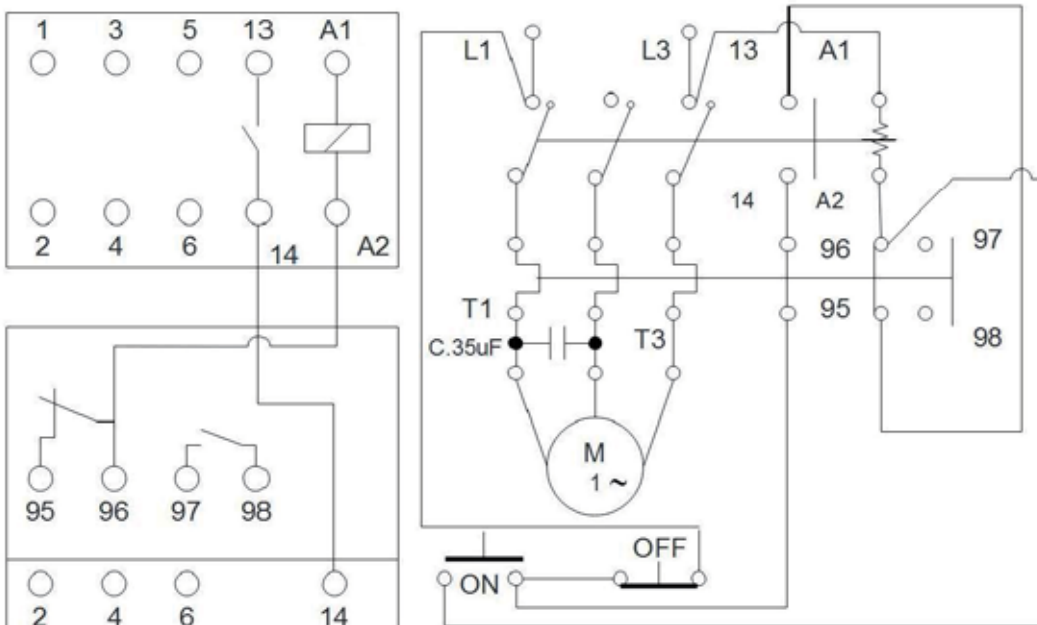 1 3 5 13 A1
2 4 6 14 A2
95 96 97 98
2 4 6 14
L1 L3 13 A1
14 A2
96 97
T1 95
C.35uF T3 98
M
1 ~
OFF
ON